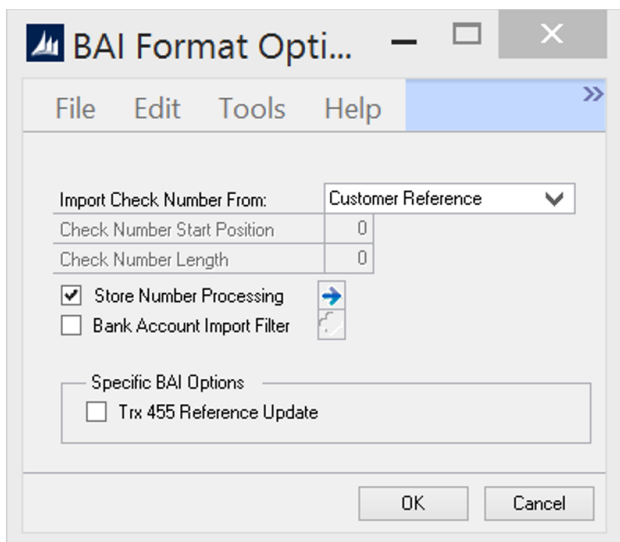 BAI Format Opti...
File Edit Tools Help
Import Check Number From: Customer Reference
Check Number Start Position 0
Check Number Length 0
Store Number Processing
Bank Account Import Filter
Specific BAI Options
Trx 455 Reference Update
OK Cancel